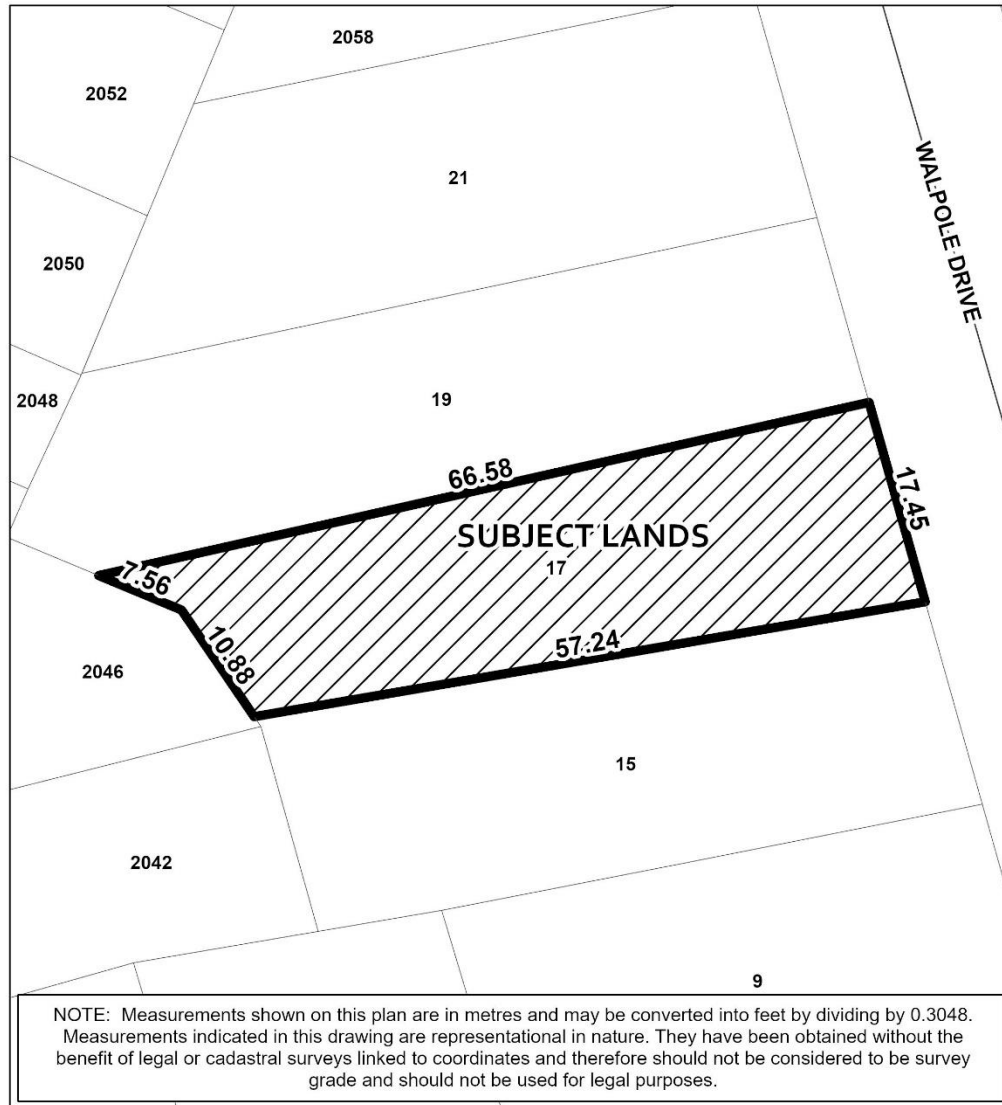 2058
2052
21
WALPOLE DRIVE
2050
2048
19
66.58
17.45
SUBJECT LANDS
17
7.56
57.24
10.88
2046
15
2042
9
NOTE:  Measurements shown on this plan are in metres and may be converted into feet by dividing by 0.3048.
Measurements indicated in this drawing are representational in nature. They have been obtained without the
benefit of legal or cadastral surveys linked to coordinates and therefore should not be considered to be survey
grade and should not be used for legal purposes.